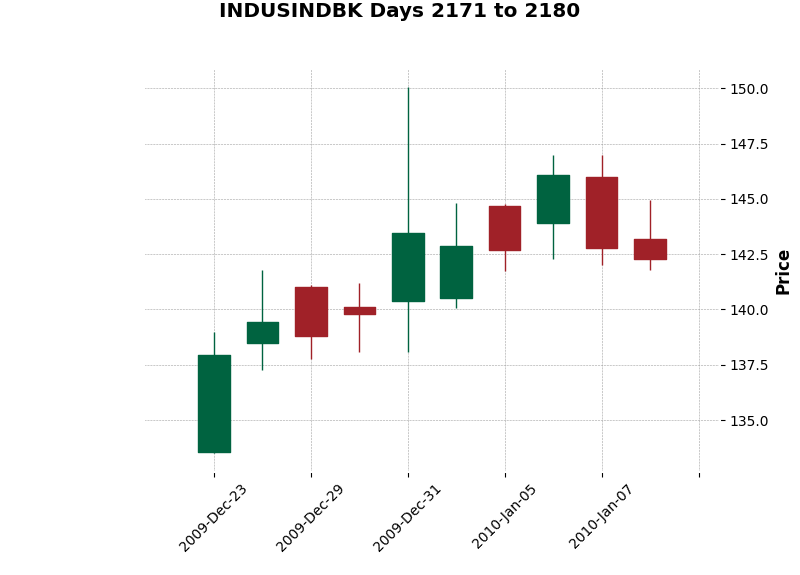 INDUSINDBK Days 2171 to 2180
150.0
147.5
145.0
142.5
140.0
137.5
135.0
Price
2009-Dec-23
2009-Dec-29
2009-Dec-31
2010-Jan-05
2010-Jan-07